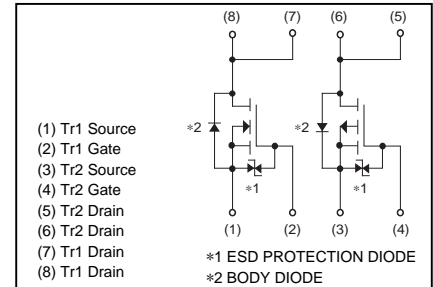 (8) (7) (6) (5)
∗2 ∗2
∗1 ∗1
(1) (2) (3) (4)
(1) Tr1 Source
(2) Tr1 Gate
(3) Tr2 Source
(4) Tr2 Gate
(5) Tr2 Drain
(6) Tr2 Drain
(7) Tr1 Drain
(8) Tr1 Drain
∗1 ESD PROTECTION DIODE
∗2 BODY DIODE